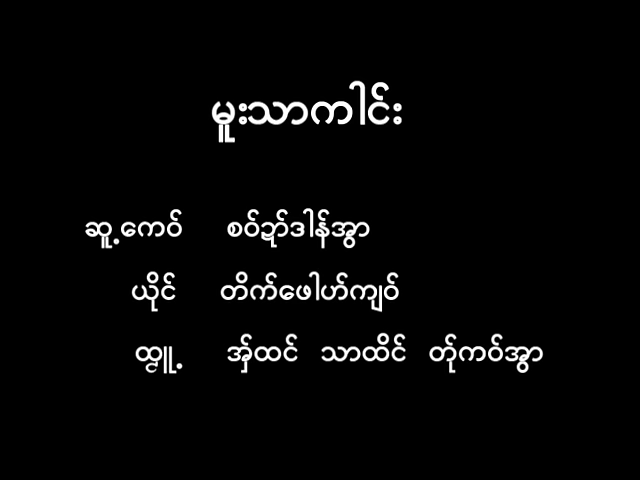 မူးသာကါင်း
ဆူ့ကေဝ် စဝ်ဍာ်ဒါန်အွာ
ယိုင် တိက်ဖေါဟ်ကျဝ်
ထွူ့ အှ်ထင် သာထိင် တ်ုကဝ်အွာ